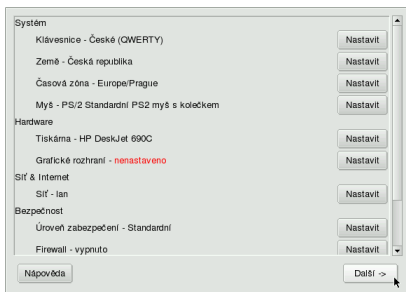 Systém
Klávesnice - České (QWERTY)
Nastavit
Země - Česká republika
Nastavit
Časová zóna - Europe/Prague
Nastavit
Myš - PS/2 Standardní PS2 myš s kolečkem
Nastavit
Hardware
Tiskárna - HP DeskJet 690C
Nastavit
Grafické rozhraní - nenastaveno
Nastavit
Síť & Internet
Síť - lan
Nastavit
Bezpečnost
Úroveň zabezpečení - Standardní
Nastavit
Firewall - vypnuto
Nastavit
Nápověda
Další ->